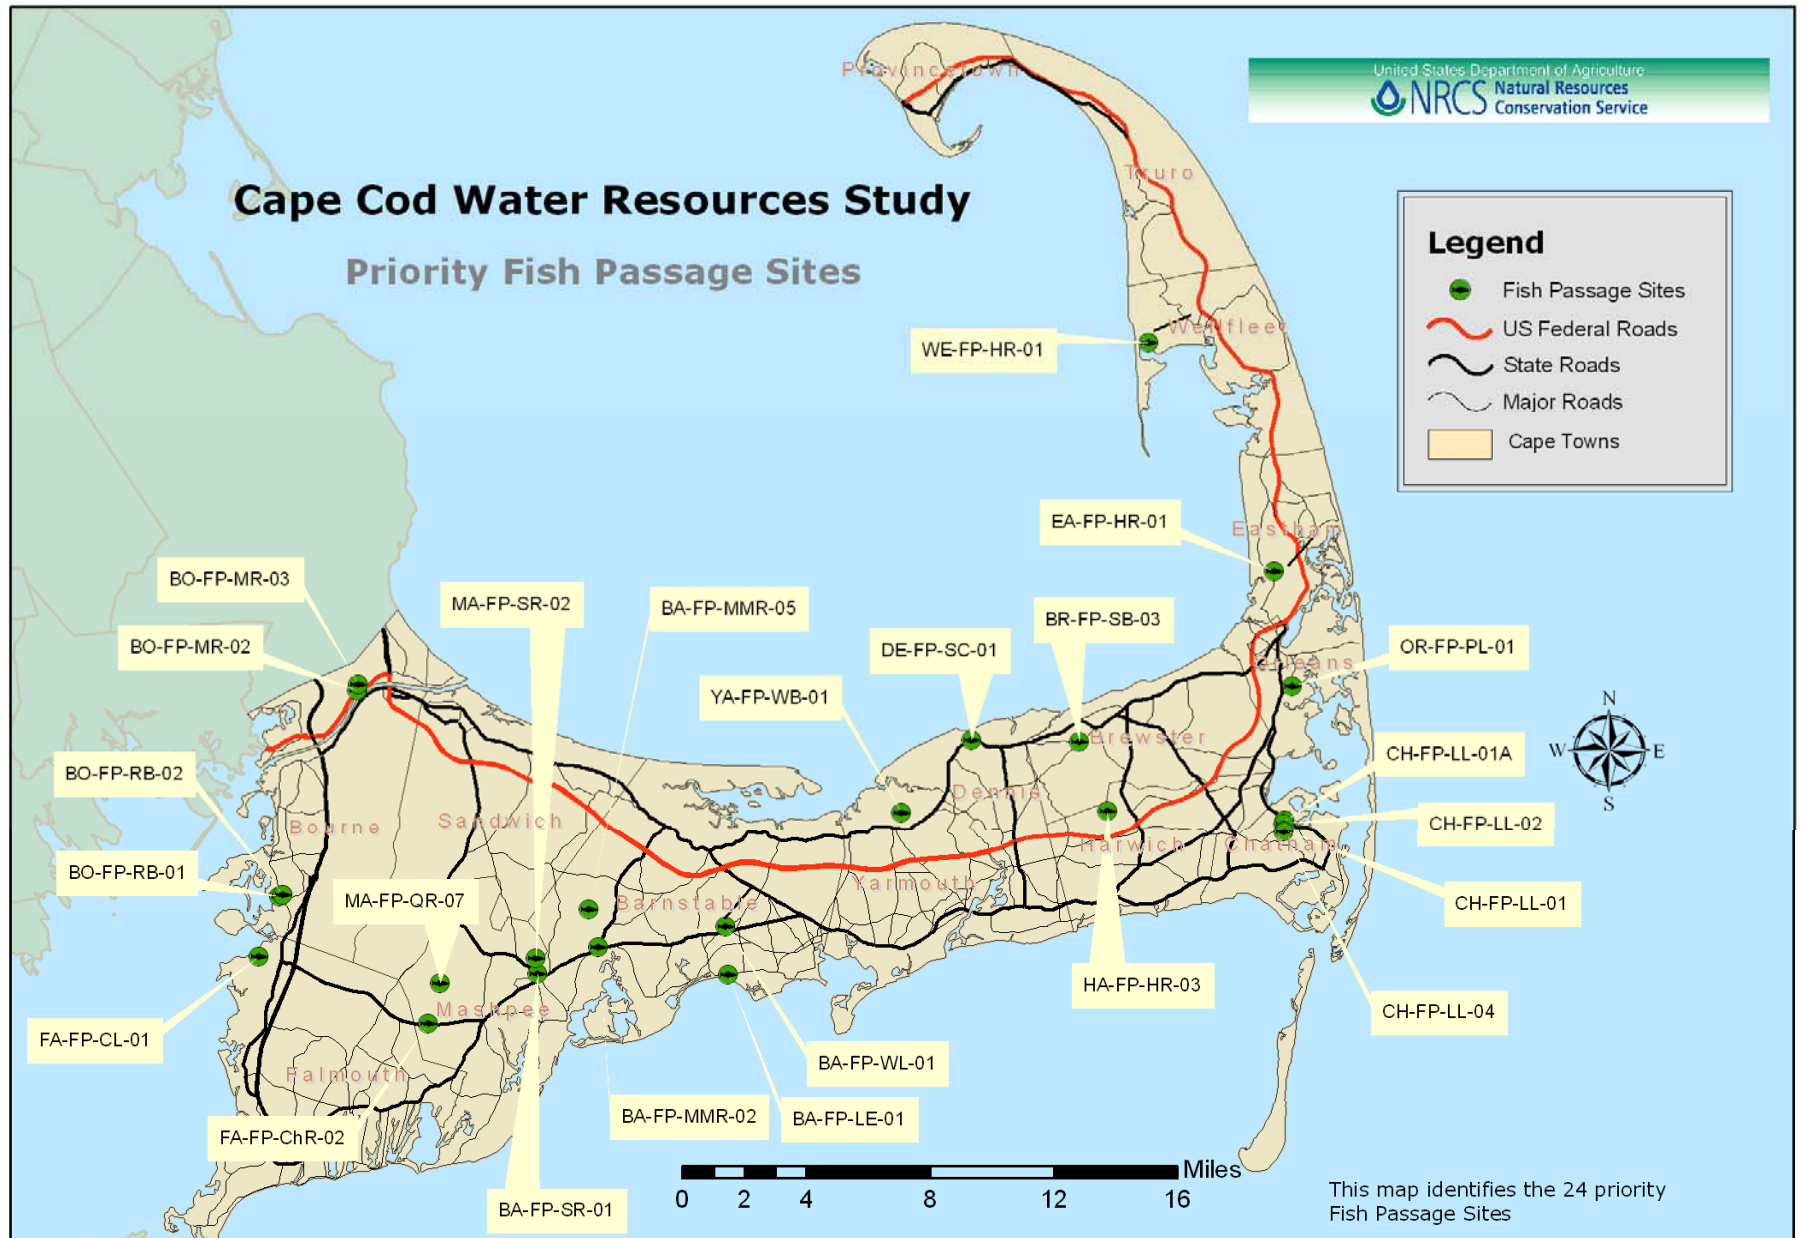 Provincetown
United States Department of Agriculture
NRCS Natural Resources
Conservation Service
Truro
Cape Cod Water Resources Study
Priority Fish Passage Sites
Legend
Fish Passage Sites
US Federal Roads
State Roads
Major Roads
Cape Towns
Wellfleet
WE-FP-HR-01
EA-FP-HR-01
Eastham
BO-FP-MR-03
MA-FP-SR-02
BA-FP-MMR-05
BR-FP-SB-03
BO-FP-MR-02
DE-FP-SC-01
OR-FP-PL-01
Orleans
YA-FP-WB-01
N
W E
S
Brewster
CH-FP-LL-01A
BO-FP-RB-02
Dennis
Bourne
Sandwich
CH-FP-LL-02
Harwich
Chatham
BO-FP-RB-01
Yarmouth
MA-FP-QR-07
Barnstable
CH-FP-LL-01
HA-FP-HR-03
Mashpee
CH-FP-LL-04
FA-FP-CL-01
BA-FP-WL-01
Falmouth
BA-FP-MMR-02
BA-FP-LE-01
FA-FP-ChR-02
BA-FP-SR-01
Miles
0 2 4 8 12 16
This map identifies the 24 priority
Fish Passage Sites